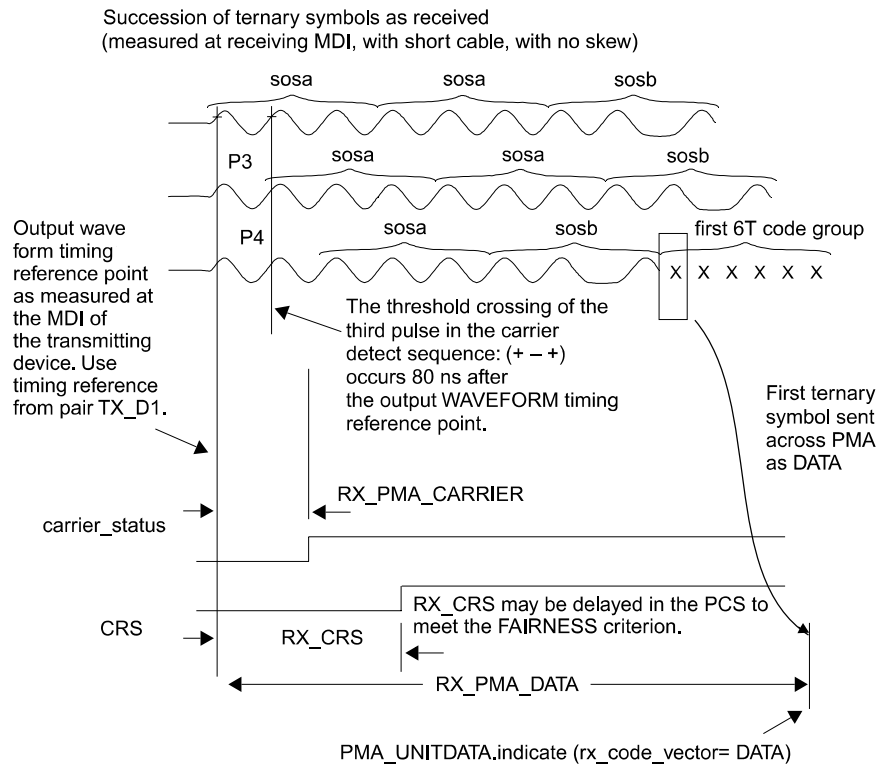 Succession of ternary symbols as received
(measured at receiving MDI, with short cable, with no skew)
sosa sosa sosb
P3
sosa sosa sosb
P4
sosa sosb first 6T code group
X X X X X X
Output wave
form timing
reference point
as measured at
the MDI of
the transmitting
device. Use
timing reference
from pair TX_D1.
The threshold crossing of the
third pulse in the carrier
detect sequence: (+ – +)
occurs 80 ns after
the output WAVEFORM timing
reference point.
First ternary
symbol sent
across PMA
as DATA
RX_PMA_CARRIER
carrier_status
RX_CRS may be delayed in the PCS to
meet the FAIRNESS criterion.
CRS
RX_CRS
RX_PMA_DATA
PMA_UNITDATA.indicate (rx_code_vector= DATA)